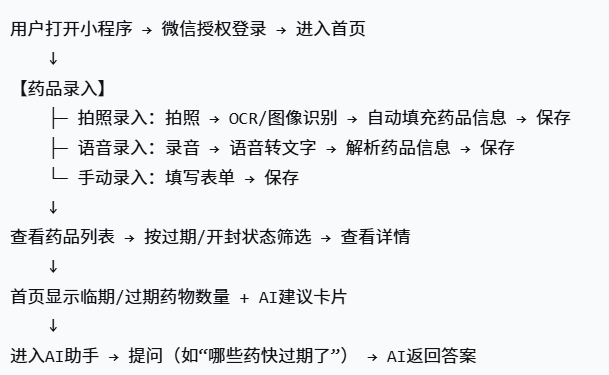 用户打开小程序 → 微信授权登录 → 进入首页
↓
【药品录入】
├─ 拍照录入：拍照 → OCR/图像识别 → 自动填充药品信息 → 保存
├─ 语音录入：录音 → 语音转文字 → 解析药品信息 → 保存
└─ 手动录入：填写表单 → 保存
↓
查看药品列表 → 按过期/开封状态筛选 → 查看详情
↓
首页显示临期/过期药物数量 + AI建议卡片
↓
进入AI助手 → 提问（如“哪些药快过期了”） → AI返回答案